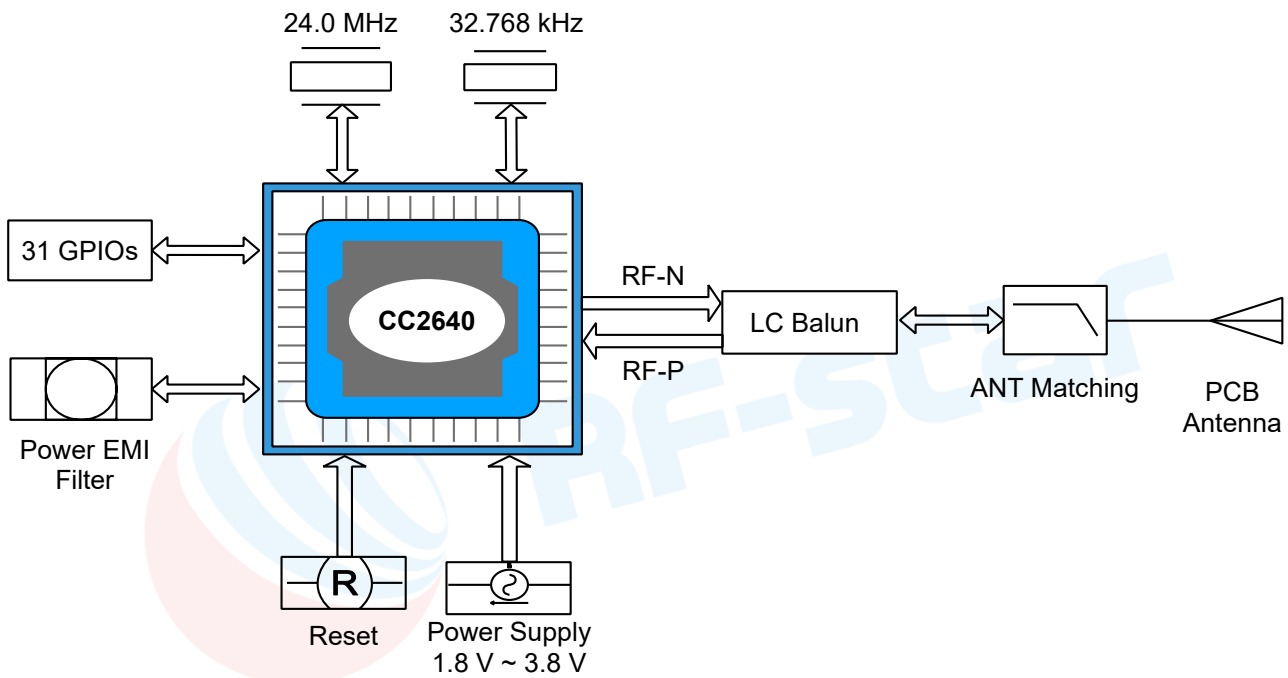 24.0 MHz
32.768 kHz
31 GPIOs
CC2640
RF-N
LC Balun
RF-P
ANT Matching
PCB
Antenna
Power EMI
Filter
R
Reset
Power Supply
1.8 V ~ 3.8 V
RF-star